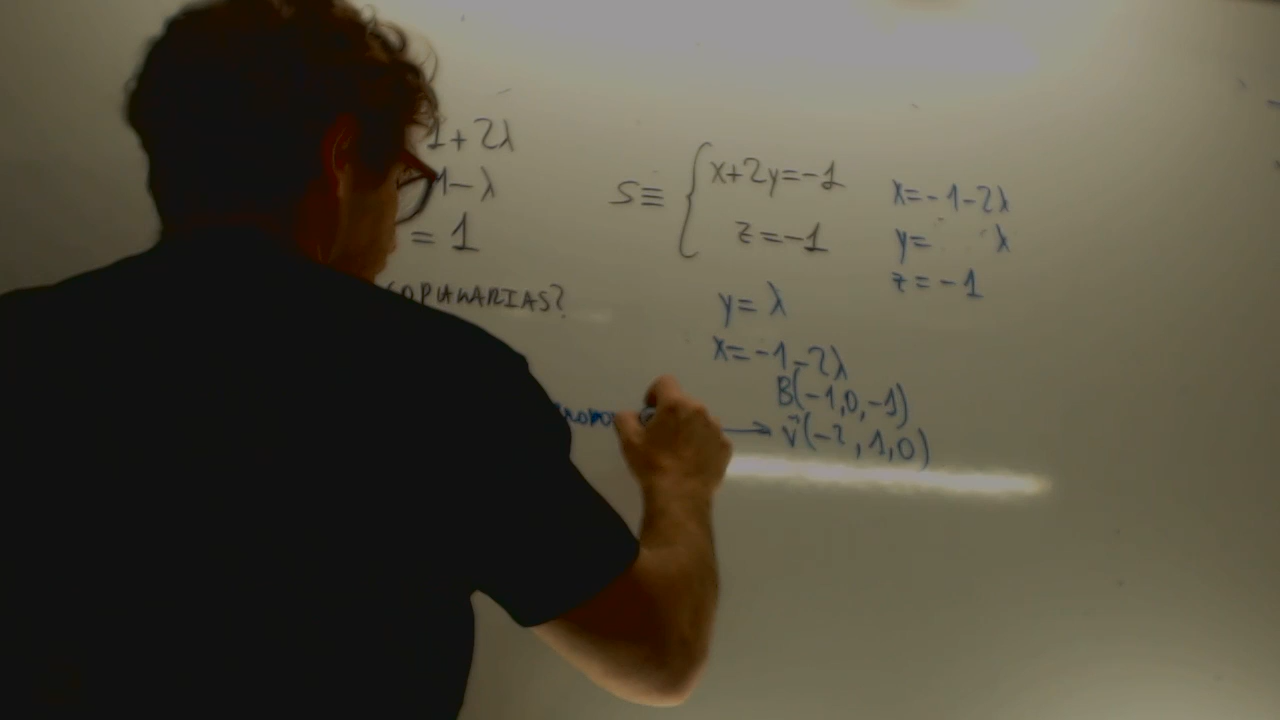 1+2λ
1-λ
= 1
COPLANARIAS?
S≡ { x+2y=-1
z=-1
x=-1-2λ
y= λ
z=-1
y= λ
x=-1-2λ
B(-1,0,-1)
→ v⃗(-2,1,0)